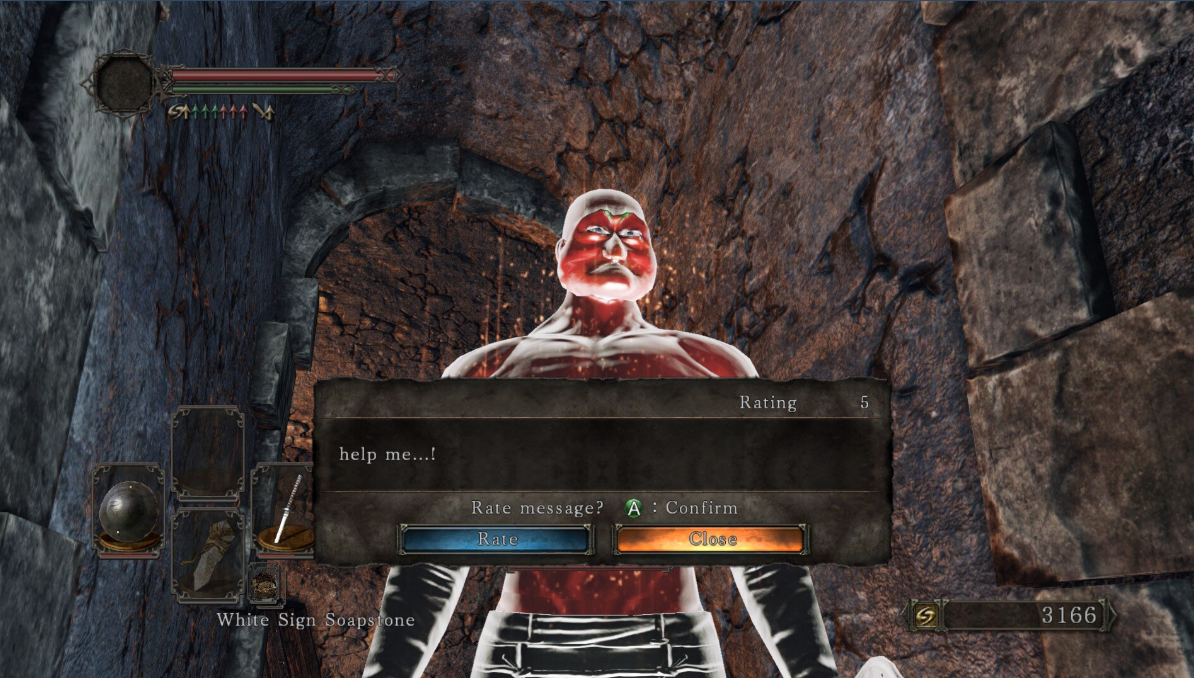 Rating 5
help me...!
Rate message? A : Confirm
Rate Close
White Sign Soapstone
3166